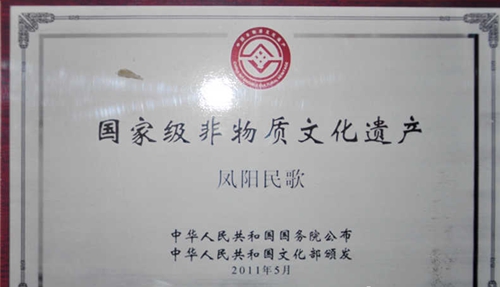 国家级非物质文化遗产
凤阳民歌
中华人民共和国国务院公布
中华人民共和国文化部颁发
2011年5月